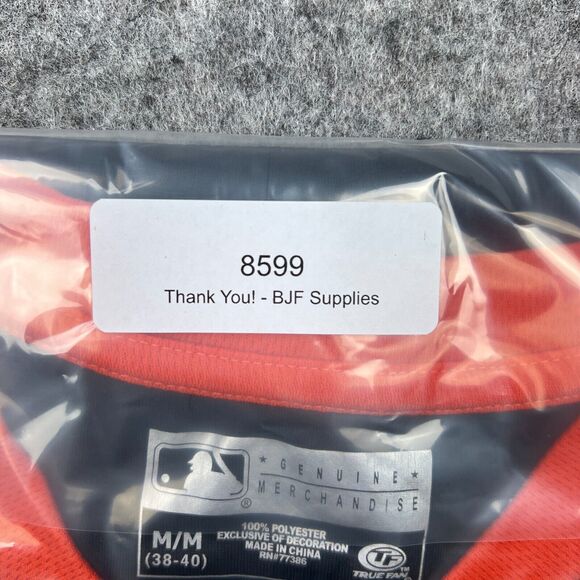 8599
Thank You! - BJF Supplies
GENUINE
®
MERCHANDISE
M/M
(38-40)
100% POLYESTER
EXCLUSIVE OF DECORATION
MADE IN CHINA
RN#77386
TF™
TRUE FAN